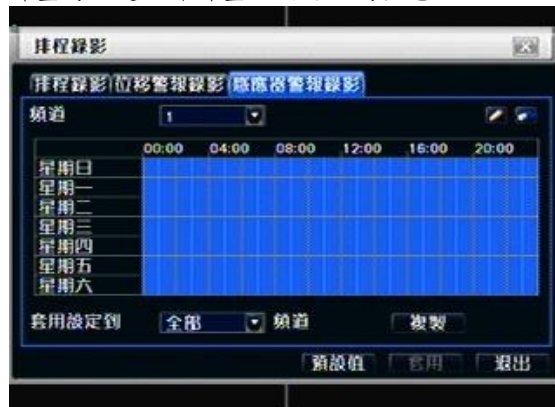 排程錄影
排程錄影 位移警報錄影 感應器警報錄影
頻道 1
00:00 04:00 08:00 12:00 16:00 20:00
星期日
星期一
星期二
星期三
星期四
星期五
星期六
套用設定到 全部 頻道 複製
預設值 套用 退出